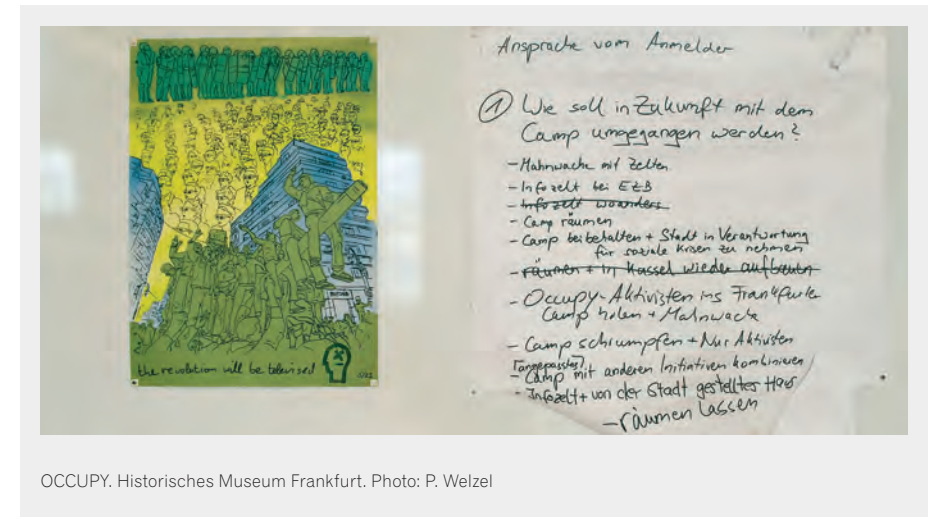 the revolution will be televised
Ansprache vom Anmelder
① Wie soll in Zukunft mit dem
Camp umgegangen werden?
- Mahnwache mit Zelten
- Infozelt bei EZB
- Infozelt woanders
- Camp räumen
- Camp beibehalten + Stadt in Verantwortung
für soziale Krisen zu nehmen
- räumen + in Kassel wieder aufbauen
- Occupy-Aktivisten ins Frankfurter
Camp holen + Mahnwache
- Camp schrumpfen + Nur Aktivisten
[angepasstes]
- Camp mit anderen Initiativen kombinieren
- Infozelt + von der Stadt gestelltes Haus
- räumen lassen
OCCUPY. Historisches Museum Frankfurt. Photo: P. Welzel